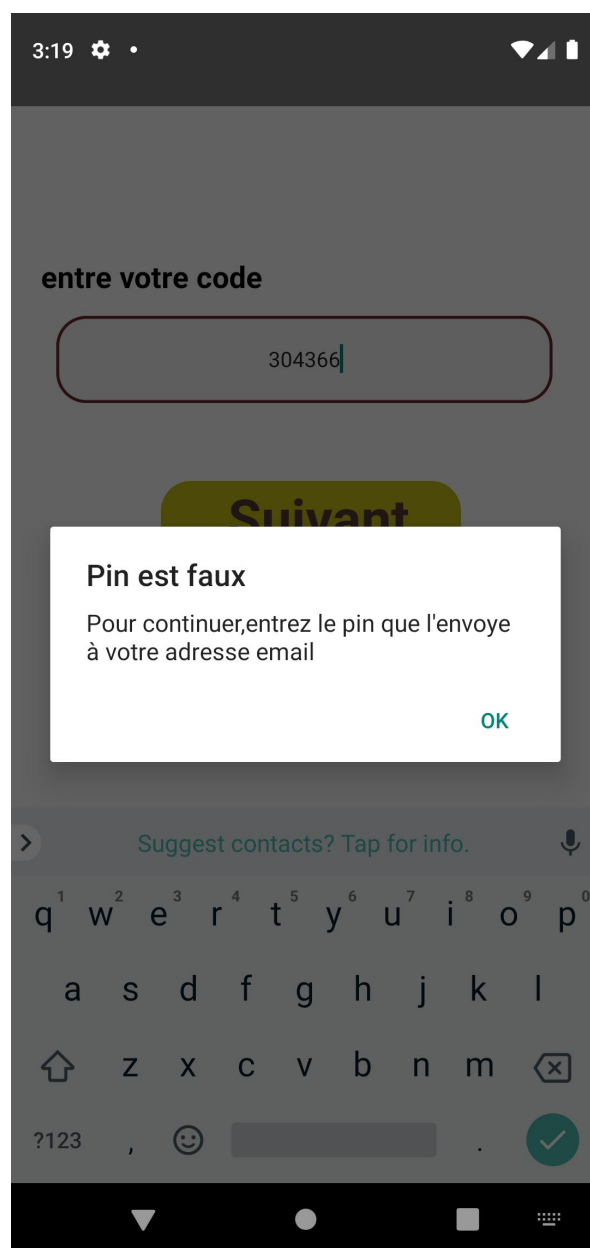 3:19
entre votre code
304366
Suivant
Pin est faux
Pour continuer,entrez le pin que l'envoye
à votre adresse email
OK
Suggest contacts? Tap for info.
1 2 3 4 5 6 7 8 9 0
q w e r t y u i o p
a s d f g h j k l
z x c v b n m
?123 , .